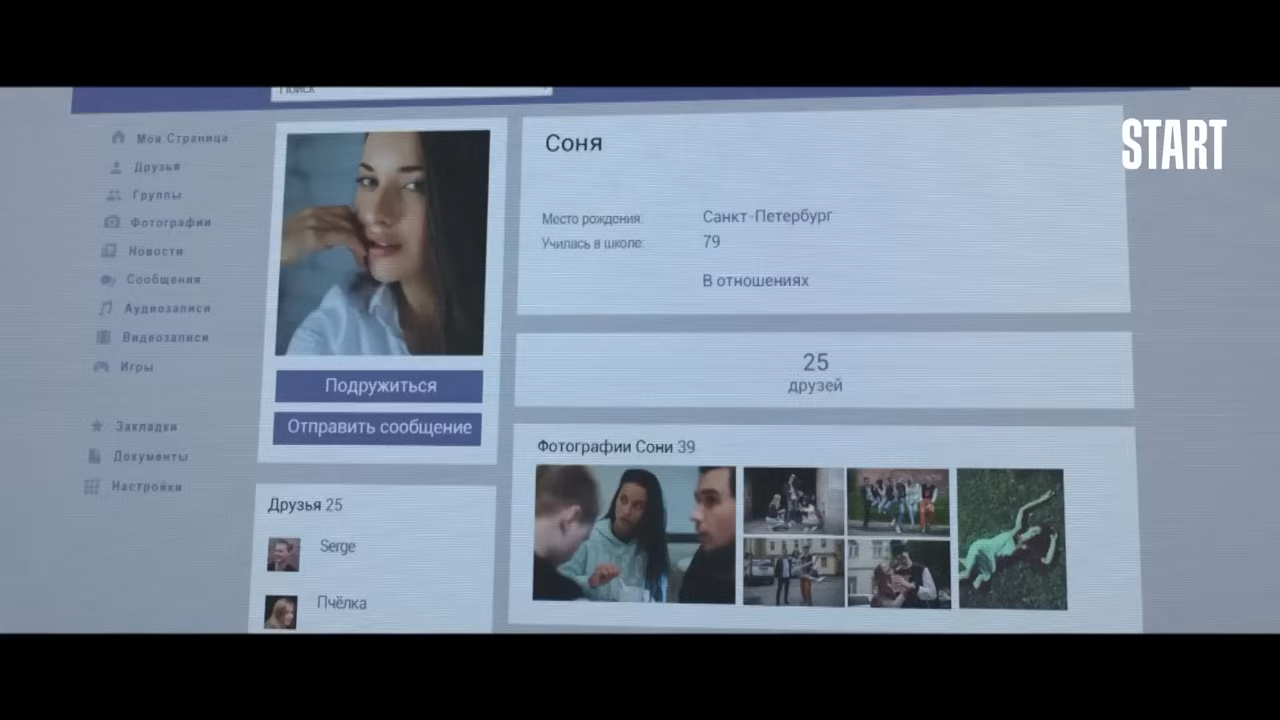 Поиск
START
Моя Страница
Друзья
Группы
Фотографии
Новости
Сообщения
Аудиозаписи
Видеозаписи
Игры
Закладки
Документы
Настройки
Подружиться
Отправить сообщение
Друзья 25
Serge
Пчёлка
Соня
Место рождения: Санкт-Петербург
Училась в школе: 79
В отношениях
25
друзей
Фотографии Сони 39